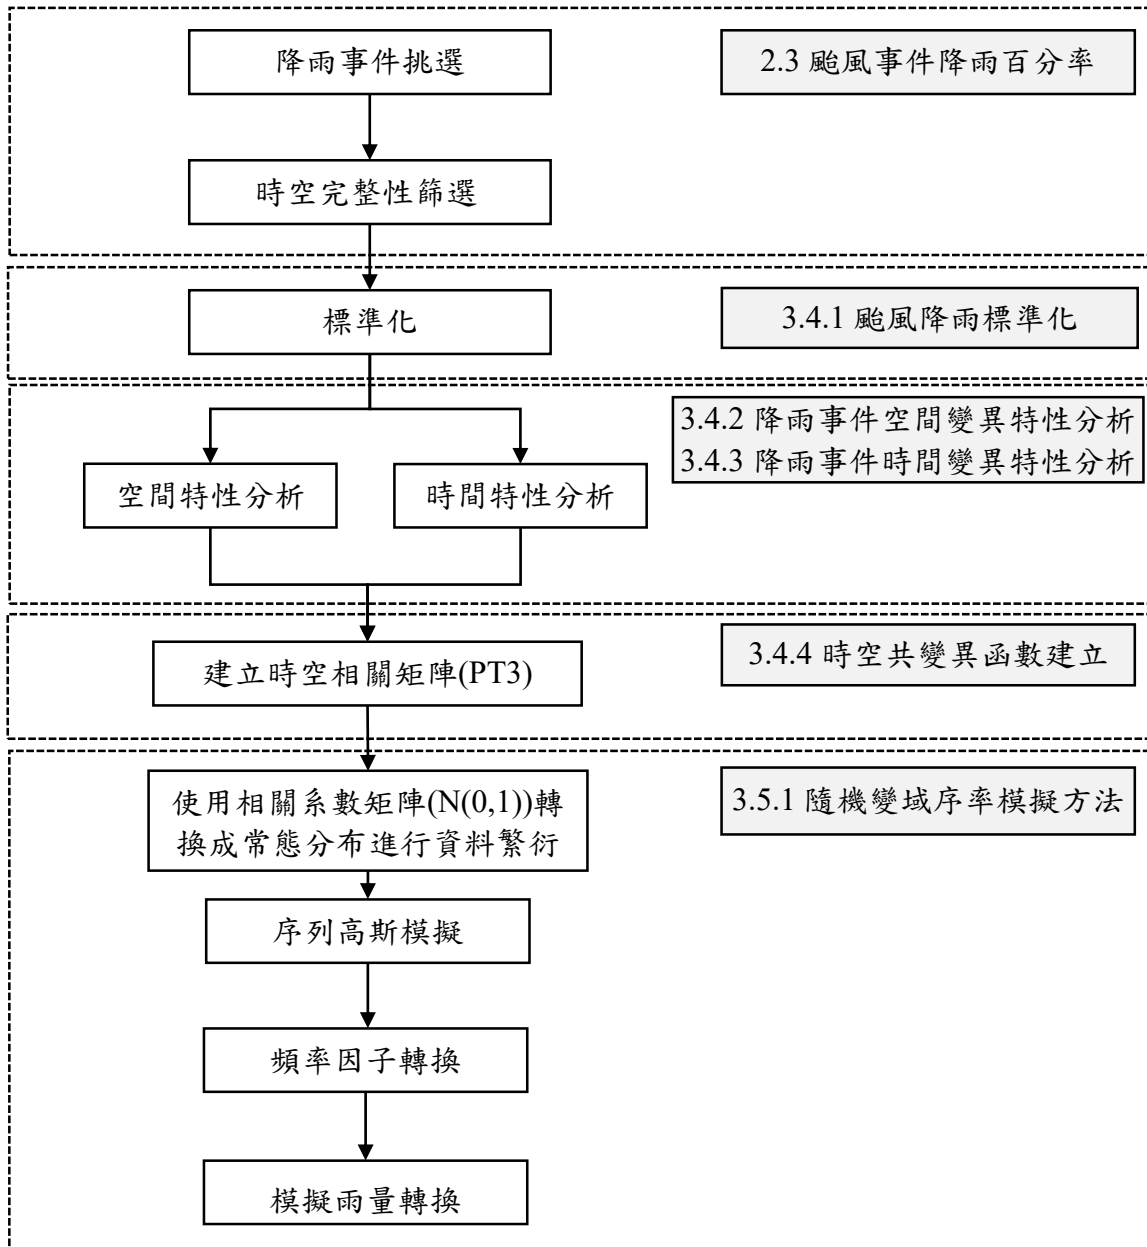 降雨事件挑選
2.3 颱風事件降雨百分率
時空完整性篩選
標準化
3.4.1 颱風降雨標準化
3.4.2 降雨事件空間變異特性分析
3.4.3 降雨事件時間變異特性分析
空間特性分析
時間特性分析
建立時空相關矩陣(PT3)
3.4.4 時空共變異函數建立
使用相關系數矩陣(N(0,1))轉
換成常態分布進行資料繁衍
3.5.1 隨機變域序率模擬方法
序列高斯模擬
頻率因子轉換
模擬雨量轉換